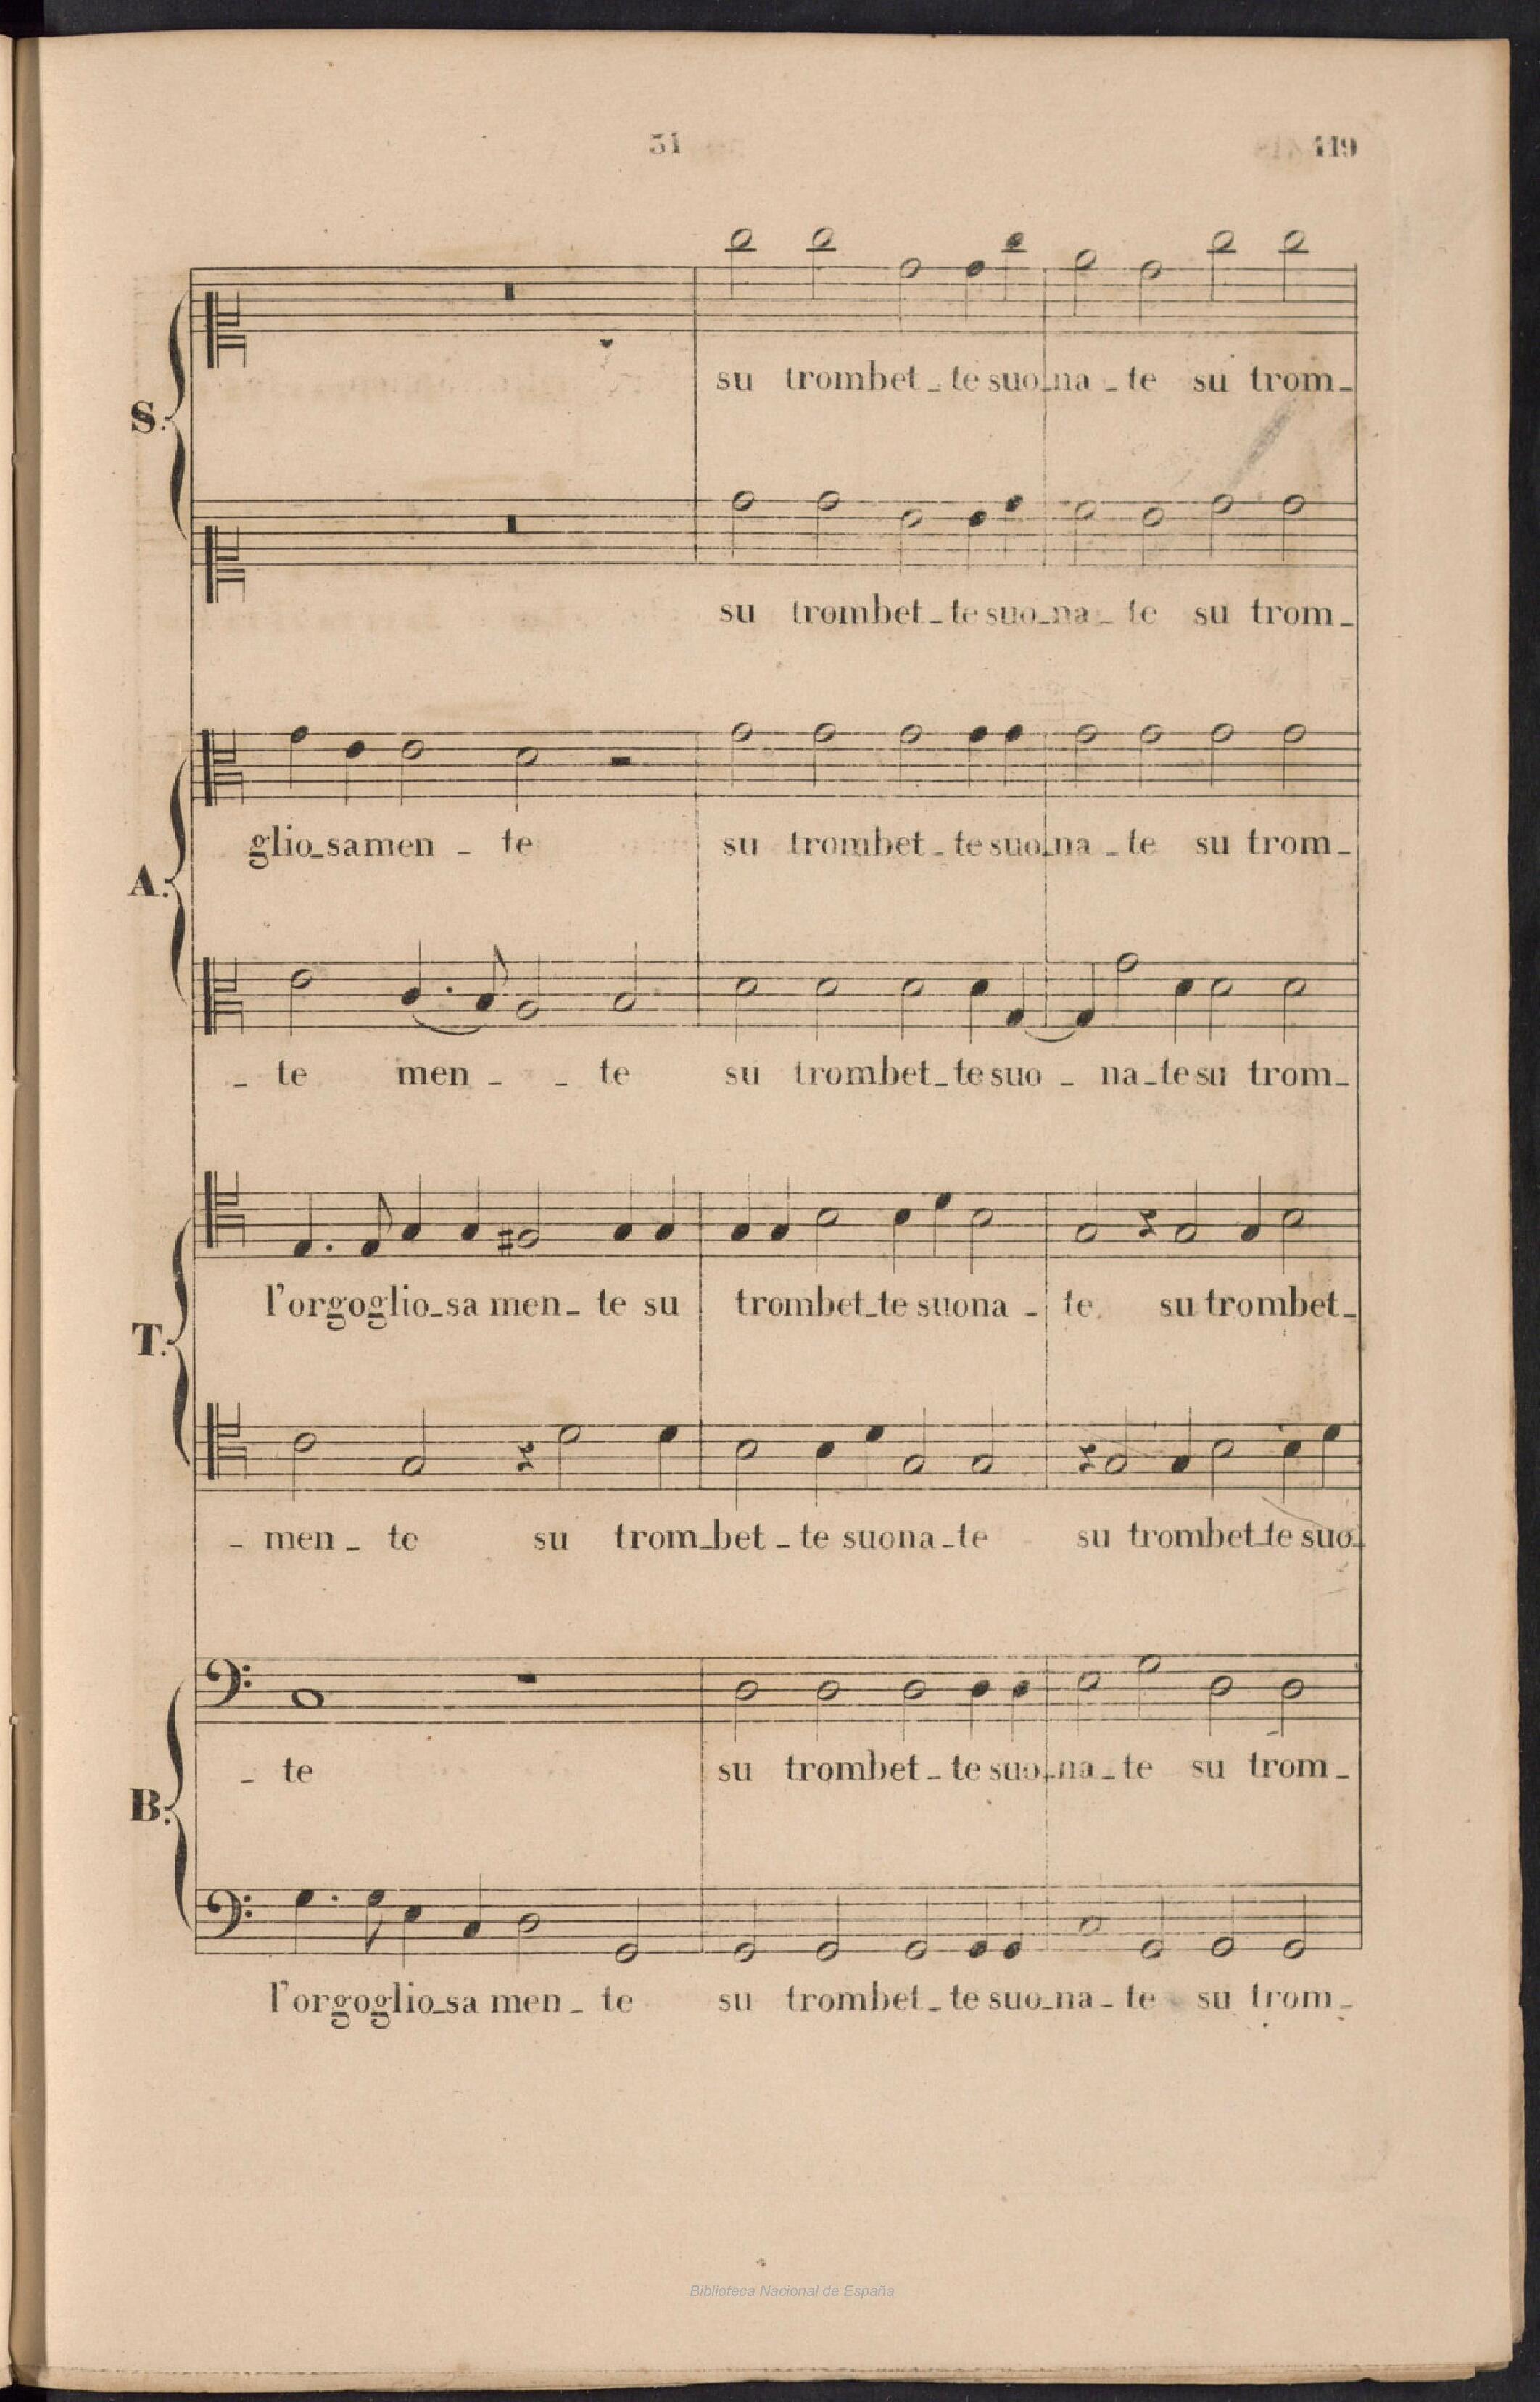 31 119
S.
su trombet_te suo_na_te su trom_
su trombet_te suo_na_te su trom_
A.
glio_samen_te su trombet_te suo_na_te su trom_
_te men_ _te su trombet_te suo_na_te su trom_
T.
l'orgoglio_sa men_te su trombet_te suona_te su trombet_
_men_te su trom_bet_te suona_te su trombet_te suo_
B.
_te su trombet_te suo_na_te su trom_
l'orgoglio_sa men_te su trombet_te suo_na_te su trom_
Biblioteca Nacional de España